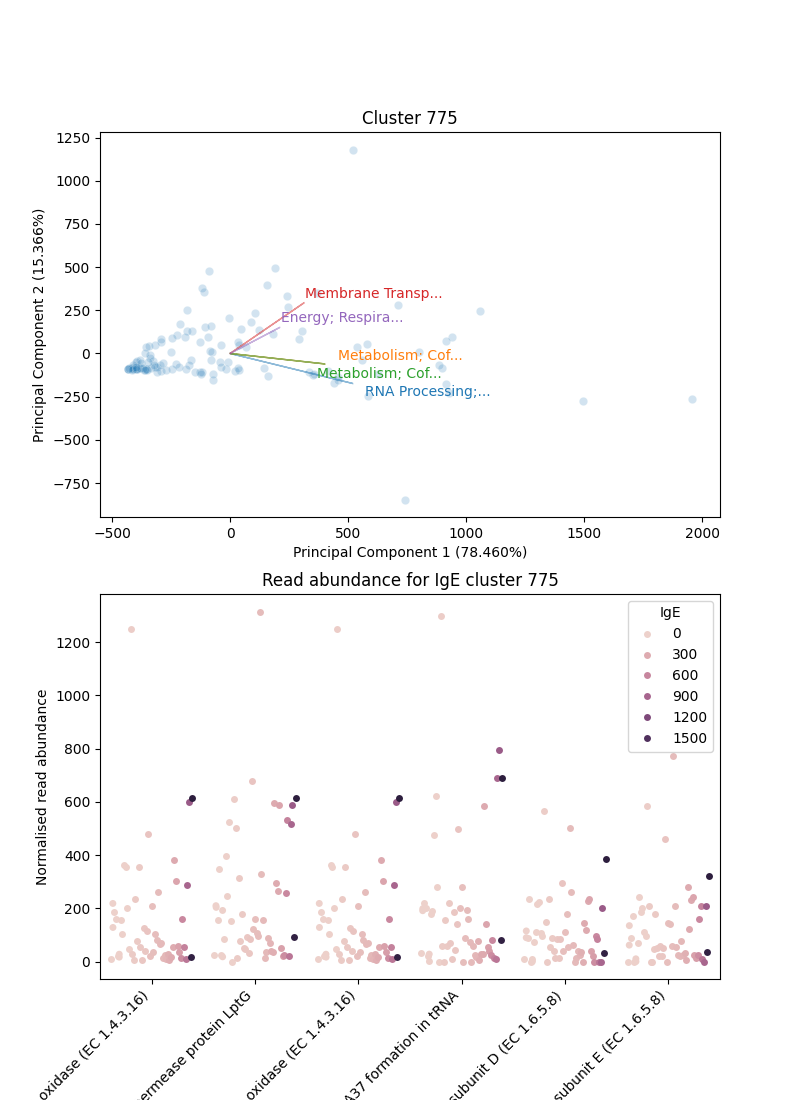 Cluster 775
Principal Component 2 (15.366%)
1250
1000
750
500
250
0
−250
−500
−750
Membrane Transp...
Energy; Respira...
Metabolism; Cof...
Metabolism; Cof...
RNA Processing;...
−500
0
500
1000
1500
2000
Principal Component 1 (78.460%)
Read abundance for IgE cluster 775
Normalised read abundance
1200
1000
800
600
400
200
0
IgE
0
300
600
900
1200
1500
oxidase (EC 1.4.3.16)
ermease protein LptG
oxidase (EC 1.4.3.16)
A37 formation in tRNA
subunit D (EC 1.6.5.8)
subunit E (EC 1.6.5.8)